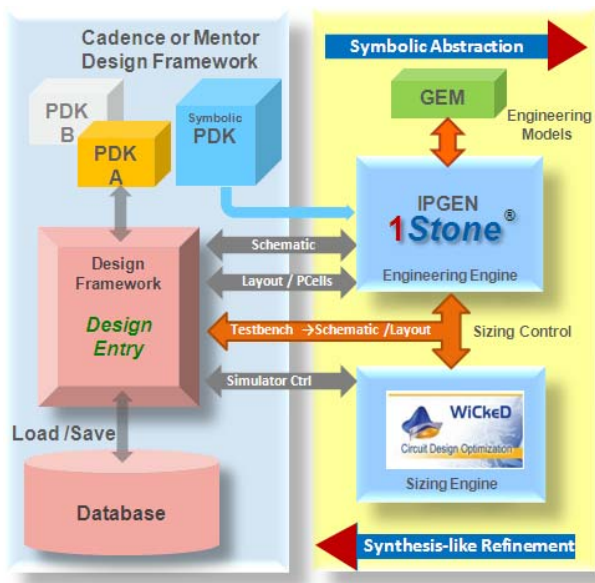 Cadence or Mentor
Design Framework
PDK
B
PDK
A
Symbolic
PDK
Design
Framework
Design
Entry
Load /Save
Database
Symbolic Abstraction
GEM
Engineering
Models
IPGEN
1Stone®
Engineering Engine
Schematic
Layout / PCells
Testbench →Schematic /Layout
Sizing Control
Simulator Ctrl
WiCkeD
Circuit Design Optimization
Sizing Engine
Synthesis-like Refinement